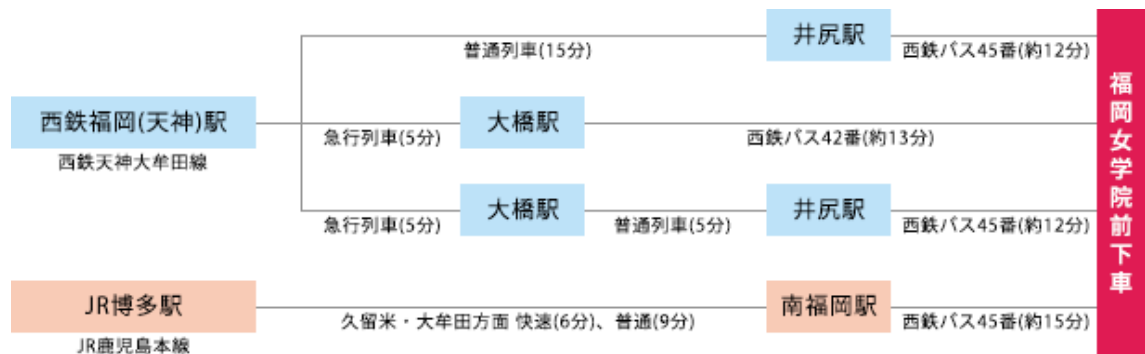 井尻駅
普通列車(15分)
西鉄バス45番(約12分)
西鉄福岡(天神)駅
西鉄天神大牟田線
急行列車(5分)
大橋駅
西鉄バス42番(約13分)
急行列車(5分)
大橋駅
普通列車(5分)
井尻駅
西鉄バス45番(約12分)
JR博多駅
JR鹿児島本線
久留米・大牟田方面 快速(6分)、普通(9分)
南福岡駅
西鉄バス45番(約15分)
福岡女学院前下車